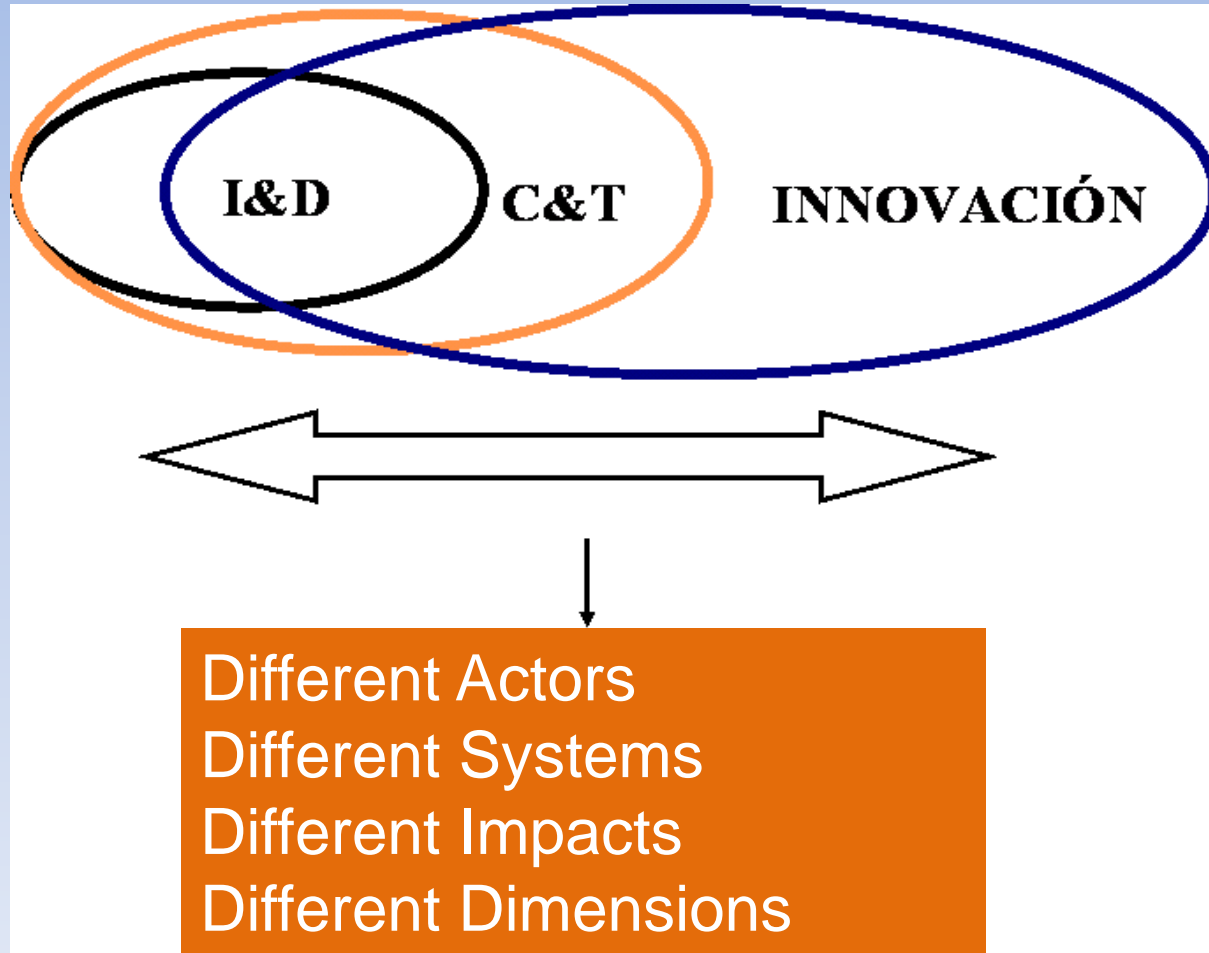 I&D C&T INNOVACIÓN
Different Actors
Different Systems
Different Impacts
Different Dimensions